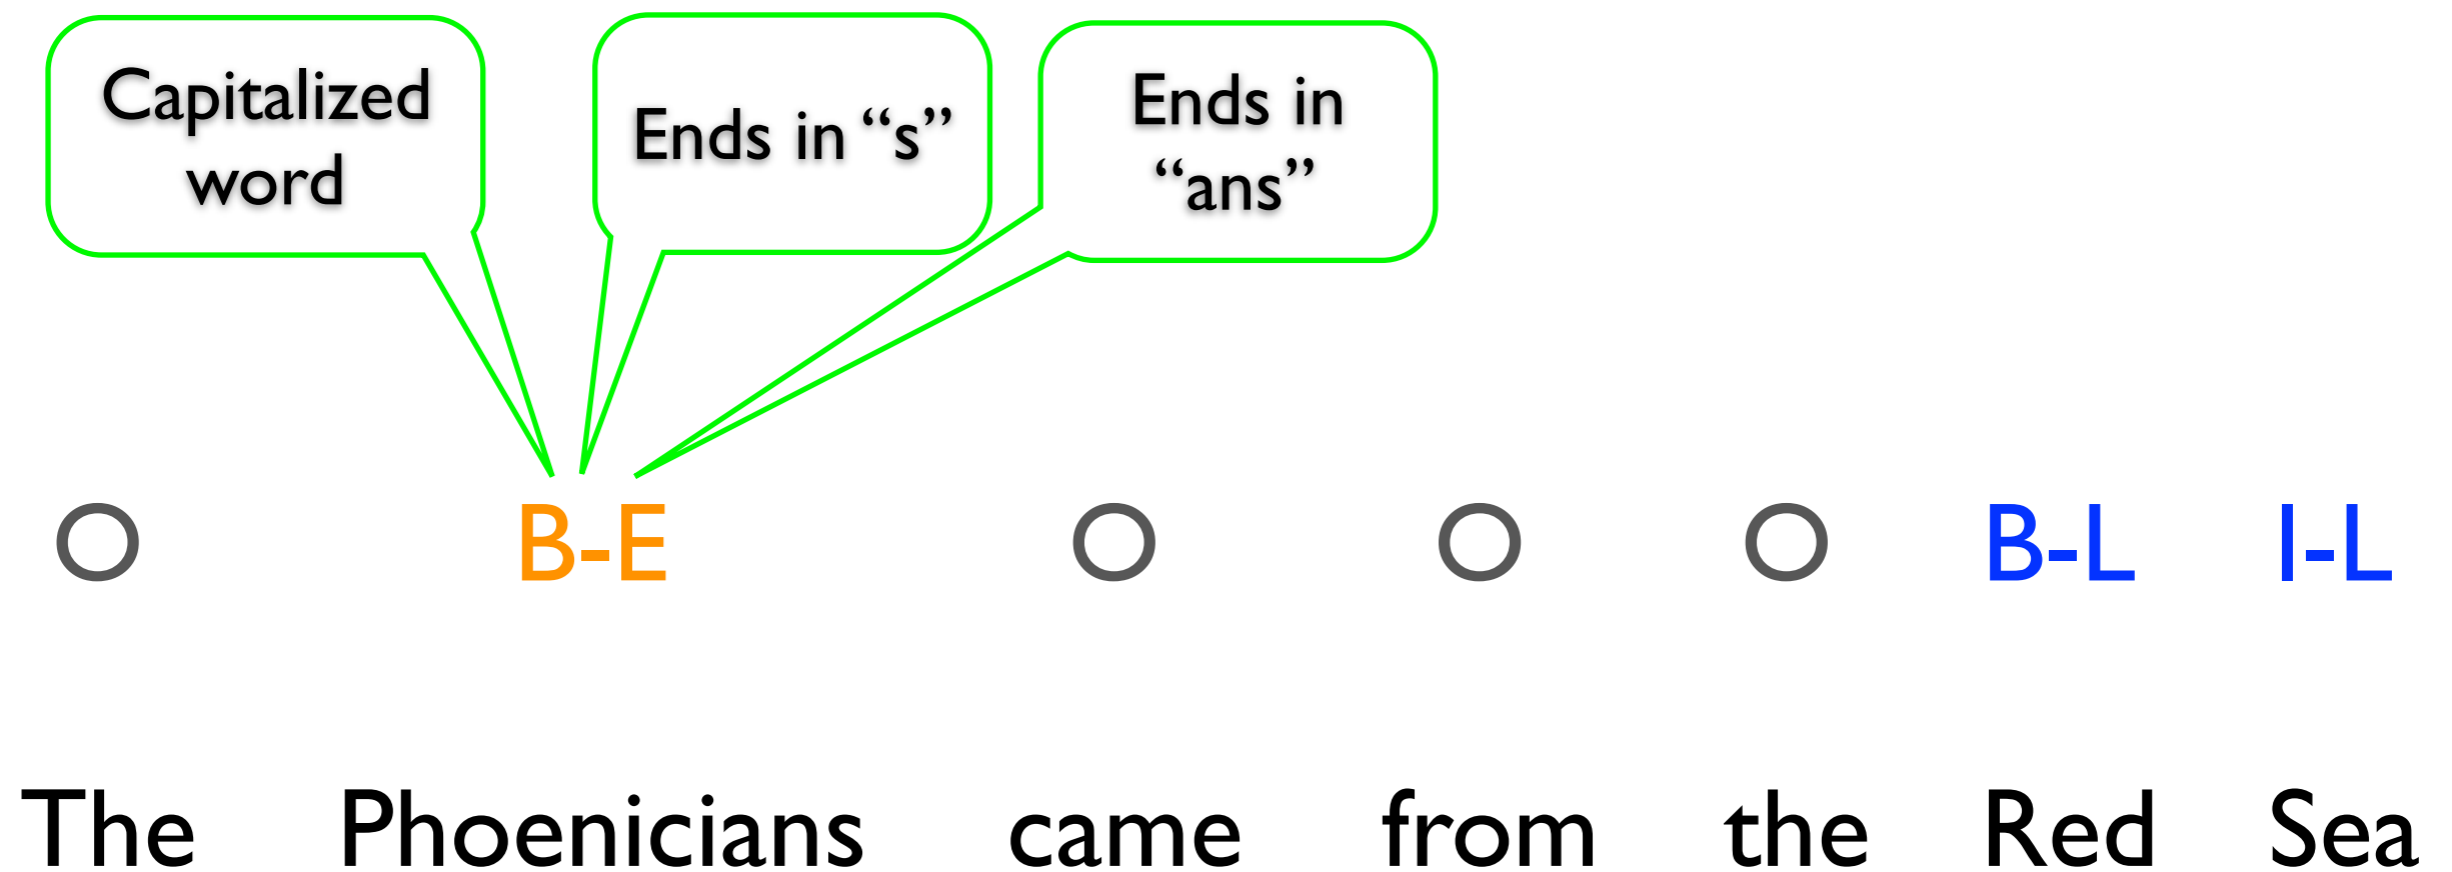 Capitalized
word
Ends in “s”
Ends in
“ans”
O B-E O O O B-L I-L
The Phoenicians came from the Red Sea